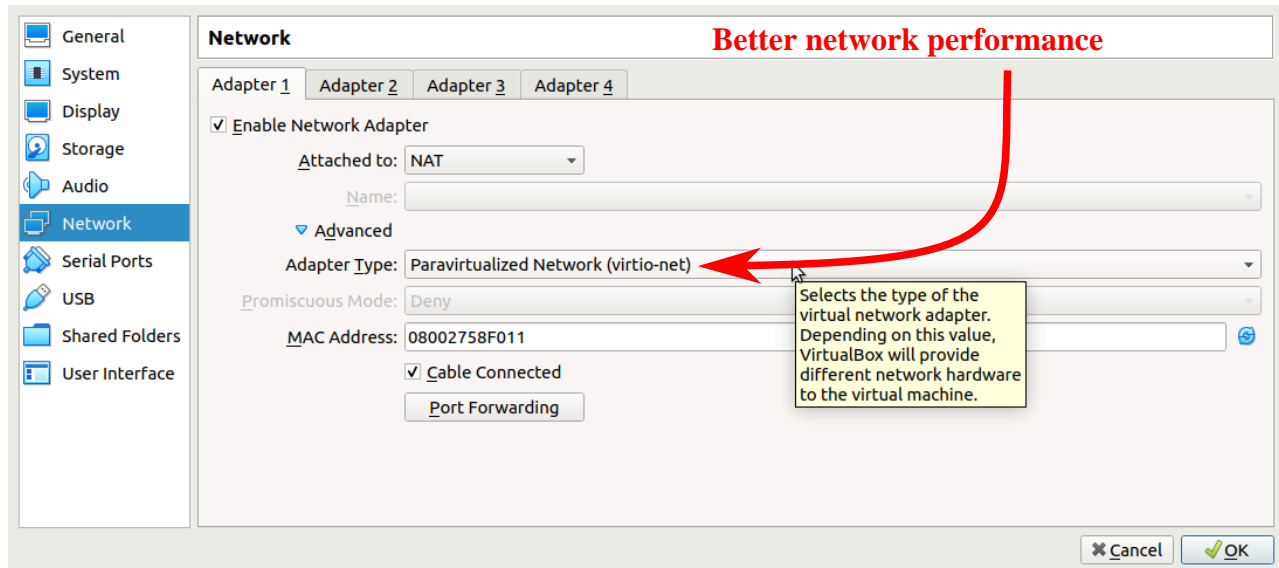 General
System
Display
Storage
Audio
Network
Serial Ports
USB
Shared Folders
User Interface
Network
Better network performance
Adapter 1 Adapter 2 Adapter 3 Adapter 4
Enable Network Adapter
Attached to: NAT
Name:
Advanced
Adapter Type: Paravirtualized Network (virtio-net)
Promiscuous Mode: Deny
MAC Address: 08002758F011
Cable Connected
Port Forwarding
Selects the type of the
virtual network adapter.
Depending on this value,
VirtualBox will provide
different network hardware
to the virtual machine.
Cancel OK